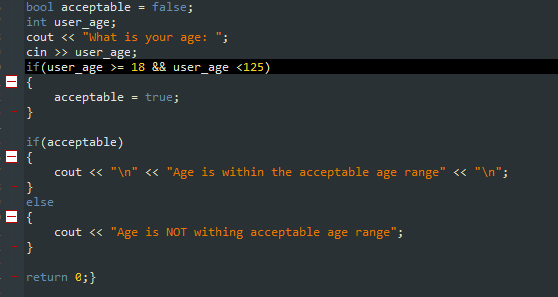 bool acceptable = false;
int user_age;
cout << "What is your age: ";
cin >> user_age;
if(user_age >= 18 && user_age <125)
{
acceptable = true;
}
if(acceptable)
{
cout << "\n" << "Age is within the acceptable age range" << "\n";
}
else
{
cout << "Age is NOT withing acceptable age range";
}
return 0;}